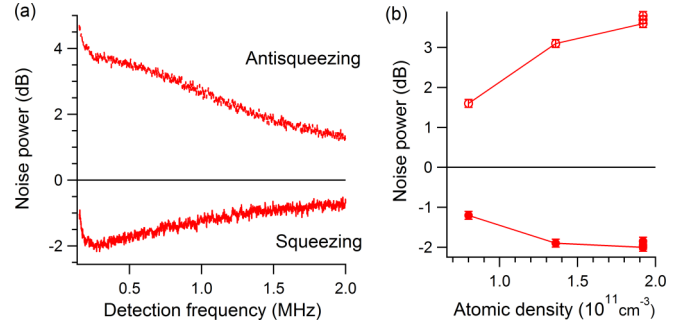 (a)
Noise power (dB)
4
2
0
-2
Antisqueezing
Squeezing
0.5
1.0
1.5
2.0
Detection frequency (MHz)
(b)
Noise power (dB)
3
2
1
0
-1
-2
1.0
1.5
2.0
Atomic density (10¹¹cm⁻³)